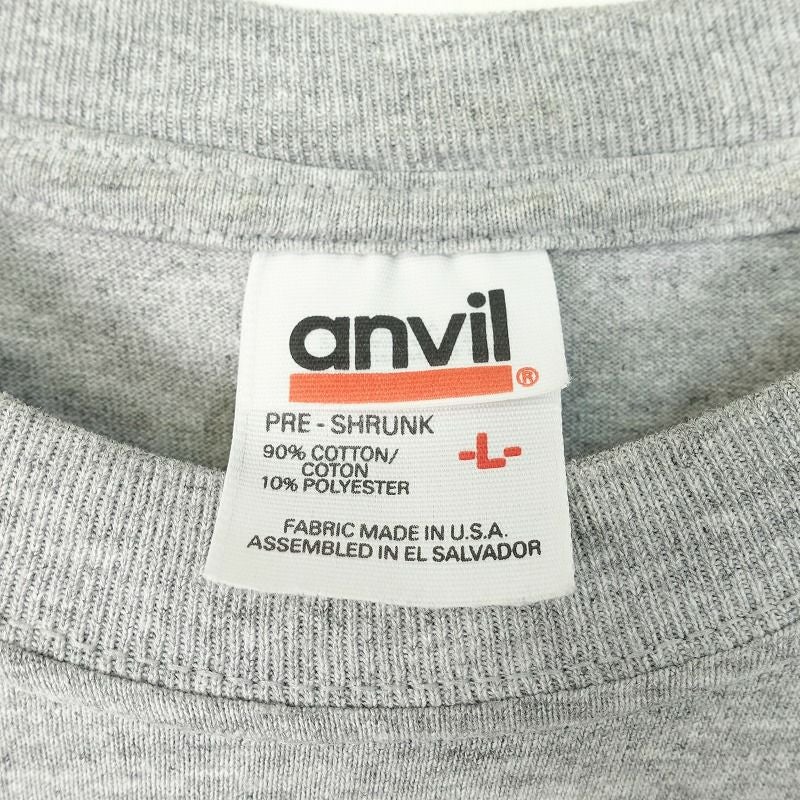 anvil®
PRE - SHRUNK
-L-
90% COTTON/
COTON
10% POLYESTER
FABRIC MADE IN U.S.A.
ASSEMBLED IN EL SALVADOR